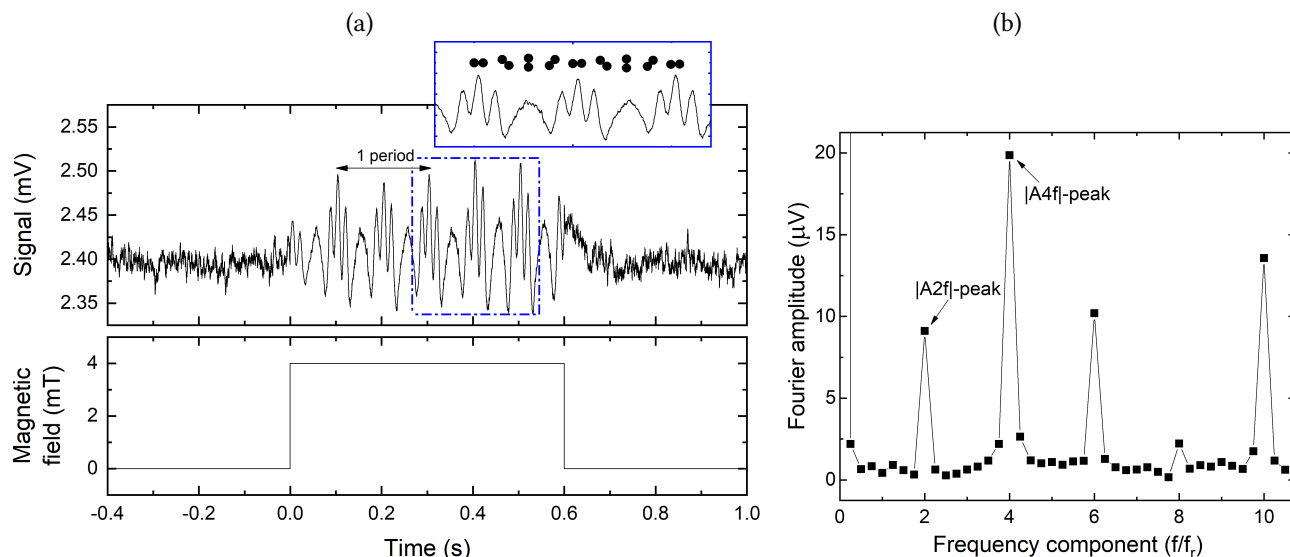 (a)
(b)
2.55
2.50
2.45
2.40
2.35
Signal (mV)
1 period
4
2
0
Magnetic
field (mT)
-0.4
-0.2
0.0
0.2
0.4
0.6
0.8
1.0
Time (s)
20
15
10
5
0
Fourier amplitude (μV)
|A4f|-peak
|A2f|-peak
0
2
4
6
8
10
Frequency component (f/fr)